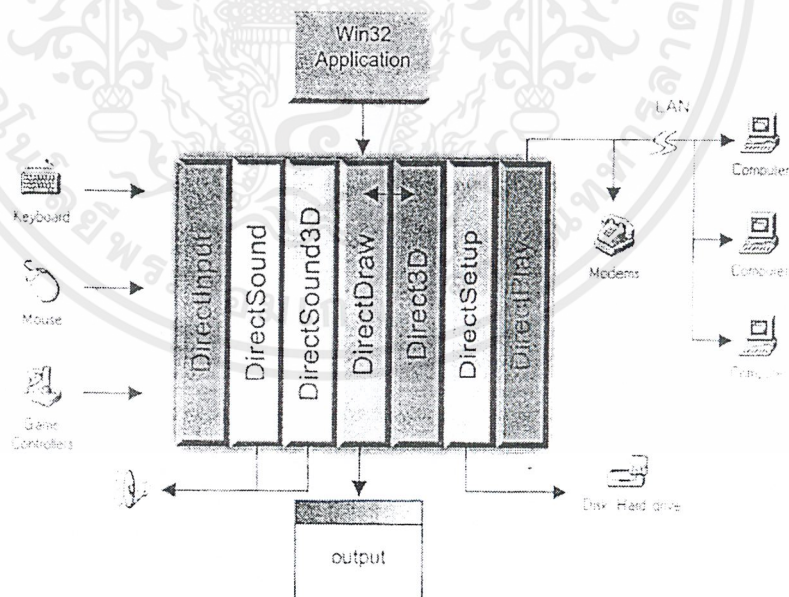 Win32
Application
LAN
Keyboard
Mouse
Game
Controllers
DirectInput
DirectSound
DirectSound3D
DirectDraw
Direct3D
DirectSetup
DirectPlay
Modems
Computer
Computer
Computer
Disk Hard drive
output